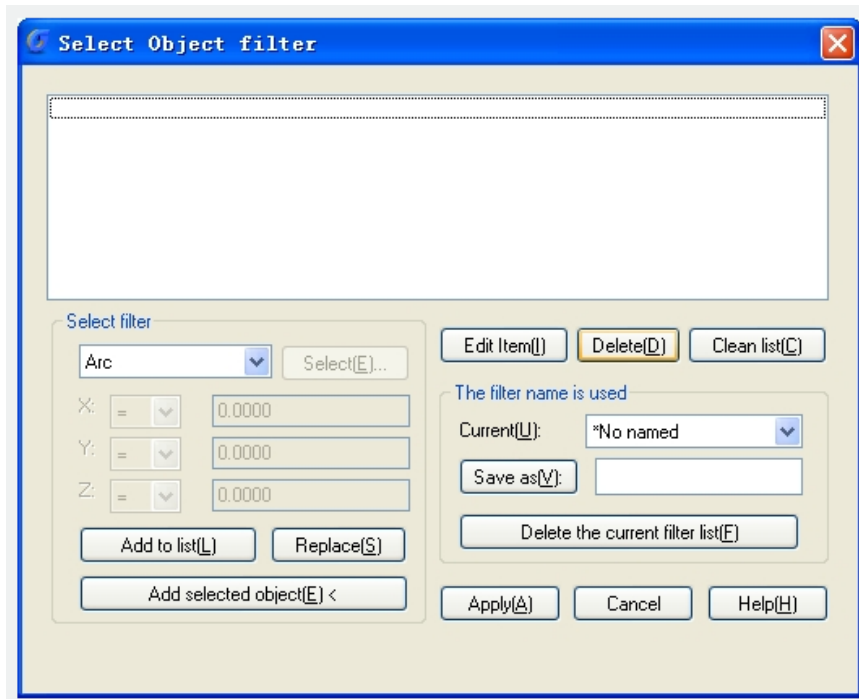 Select Object filter
Select filter
Arc
Select(E)...
X:
=
0.0000
Y:
=
0.0000
Z:
=
0.0000
Add to list(L)
Replace(S)
Add selected object(E) <
Edit Item(I)
Delete(D)
Clean list(C)
The filter name is used
Current(U):
*No named
Save as(V):
Delete the current filter list(F)
Apply(A)
Cancel
Help(H)